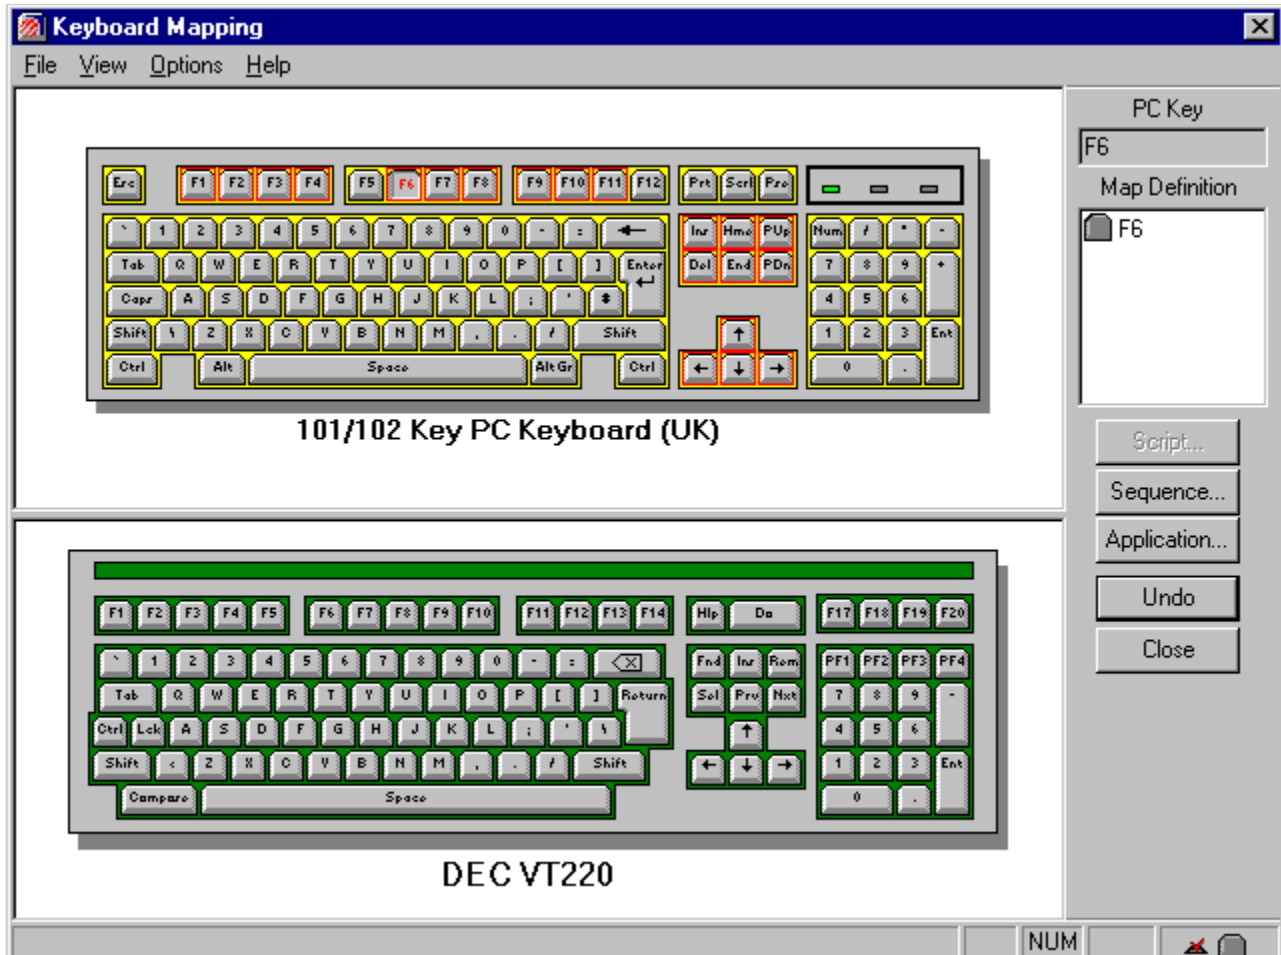 Keyboard Mapping
File View Options Help
PC Key
F6
Map Definition
F6
Esc F1 F2 F3 F4 F5 F6 F7 F8 F9 F10 F11 F12 Prt Scrl Pse
` 1 2 3 4 5 6 7 8 9 0 - = Inr Hme PUp Num / * -
Tab Q W E R T Y U I O P [ ] Enter Del End PDn 7 8 9 +
Caps A S D F G H J K L ; ' # 4 5 6
Shift \ Z X C V B N M , . / Shift ↑ 1 2 3 Ent
Ctrl Alt Space Alt Gr Ctrl ← ↓ → 0 .
101/102 Key PC Keyboard (UK)
Script...
Sequence...
Application...
Undo
Close
F1 F2 F3 F4 F5 F6 F7 F8 F9 F10 F11 F12 F13 F14 Hlp Do F17 F18 F19 F20
` 1 2 3 4 5 6 7 8 9 0 - = Fnd Inr Rem PF1 PF2 PF3 PF4
Tab Q W E R T Y U I O P [ ] Return Sel Prv Nxt 7 8 9 -
Ctrl Lck A S D F G H J K L ; ' \ ↑ 4 5 6
Shift < Z X C V B N M , . / Shift ← ↓ → 1 2 3 Ent
Compare Space 0 .
DEC VT220
NUM